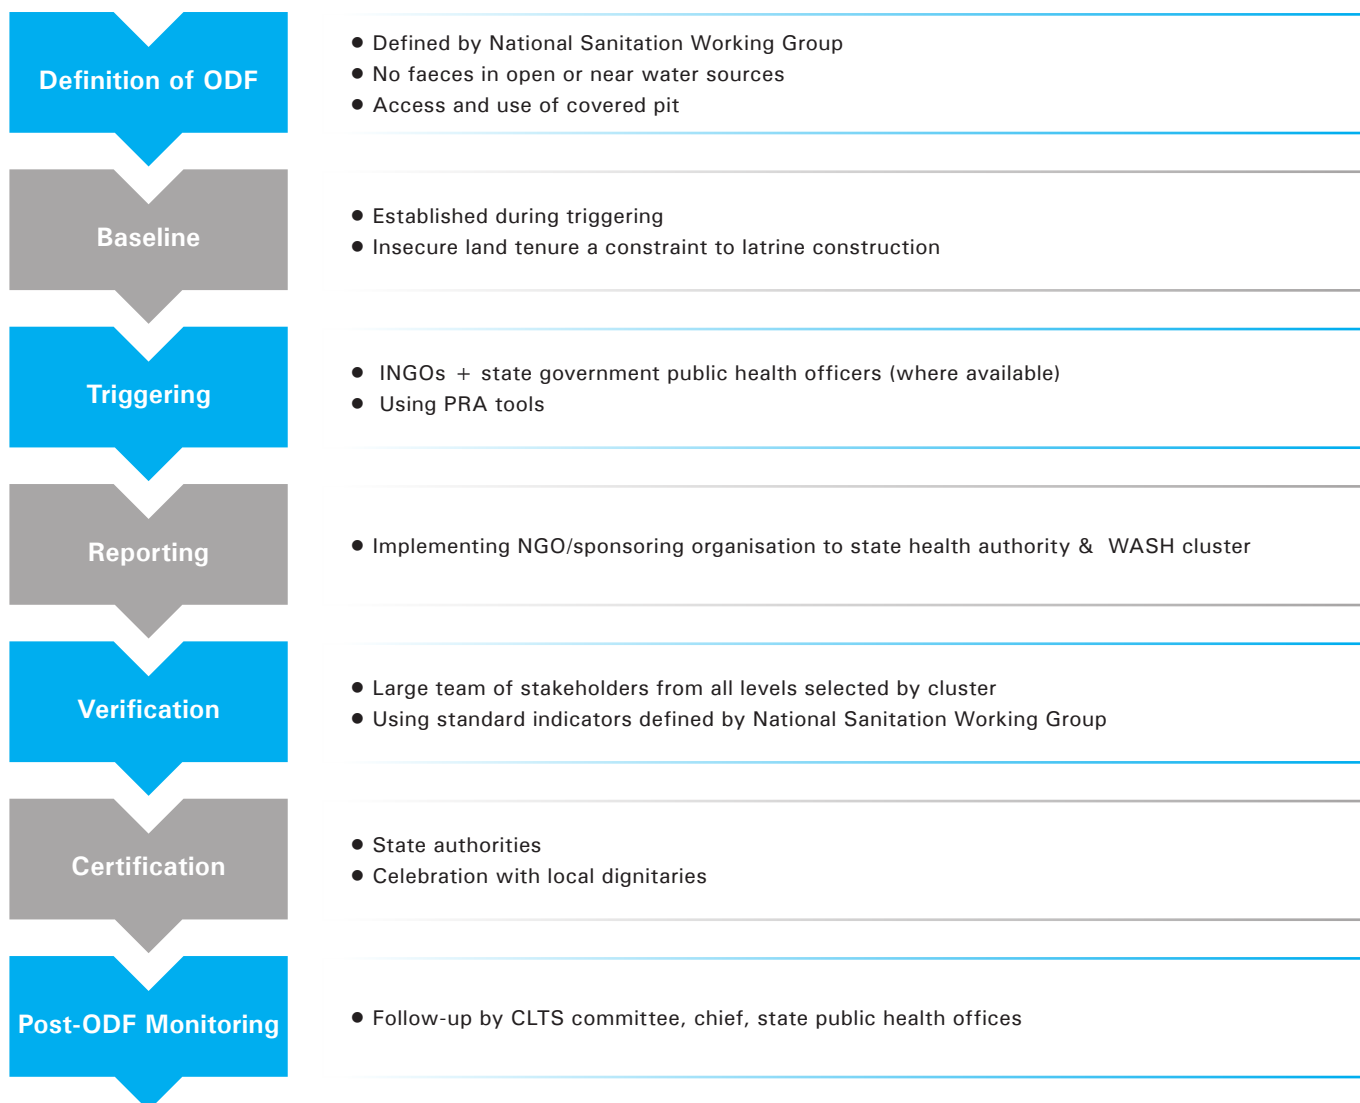 Definition of ODF
● Defined by National Sanitation Working Group
● No faeces in open or near water sources
● Access and use of covered pit
Baseline
● Established during triggering
● Insecure land tenure a constraint to latrine construction
Triggering
● INGOs + state government public health officers (where available)
● Using PRA tools
Reporting
● Implementing NGO/sponsoring organisation to state health authority & WASH cluster
Verification
● Large team of stakeholders from all levels selected by cluster
● Using standard indicators defined by National Sanitation Working Group
Certification
● State authorities
● Celebration with local dignitaries
Post-ODF Monitoring
● Follow-up by CLTS committee, chief, state public health offices